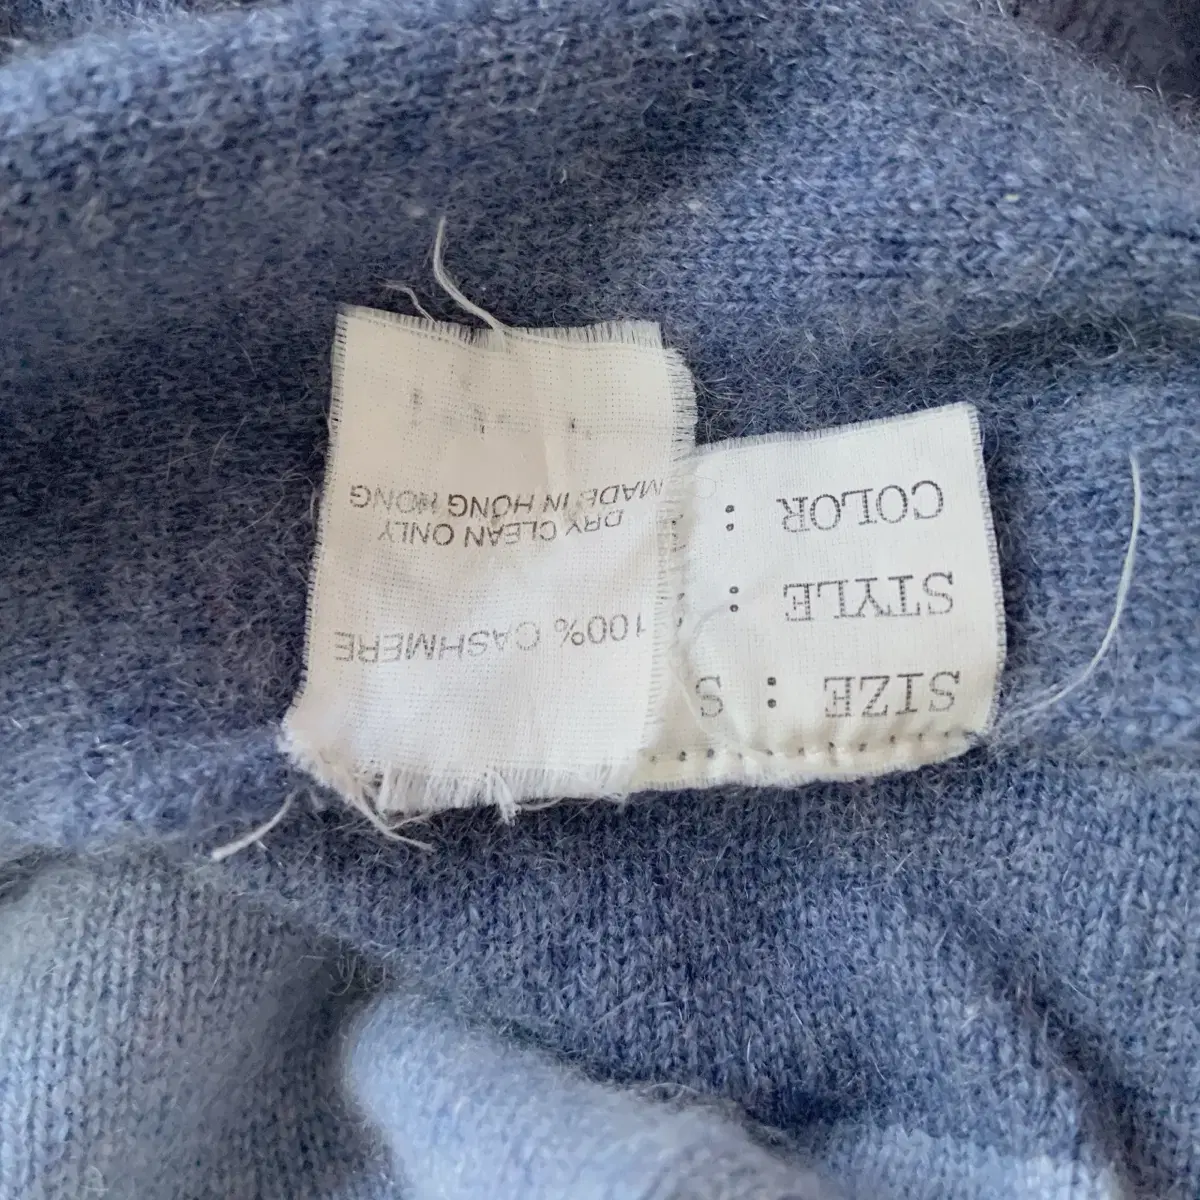 SIZE : S
STYLE :
COLOR :
100% CASHMERE
DRY CLEAN ONLY
MADE IN HONG KONG